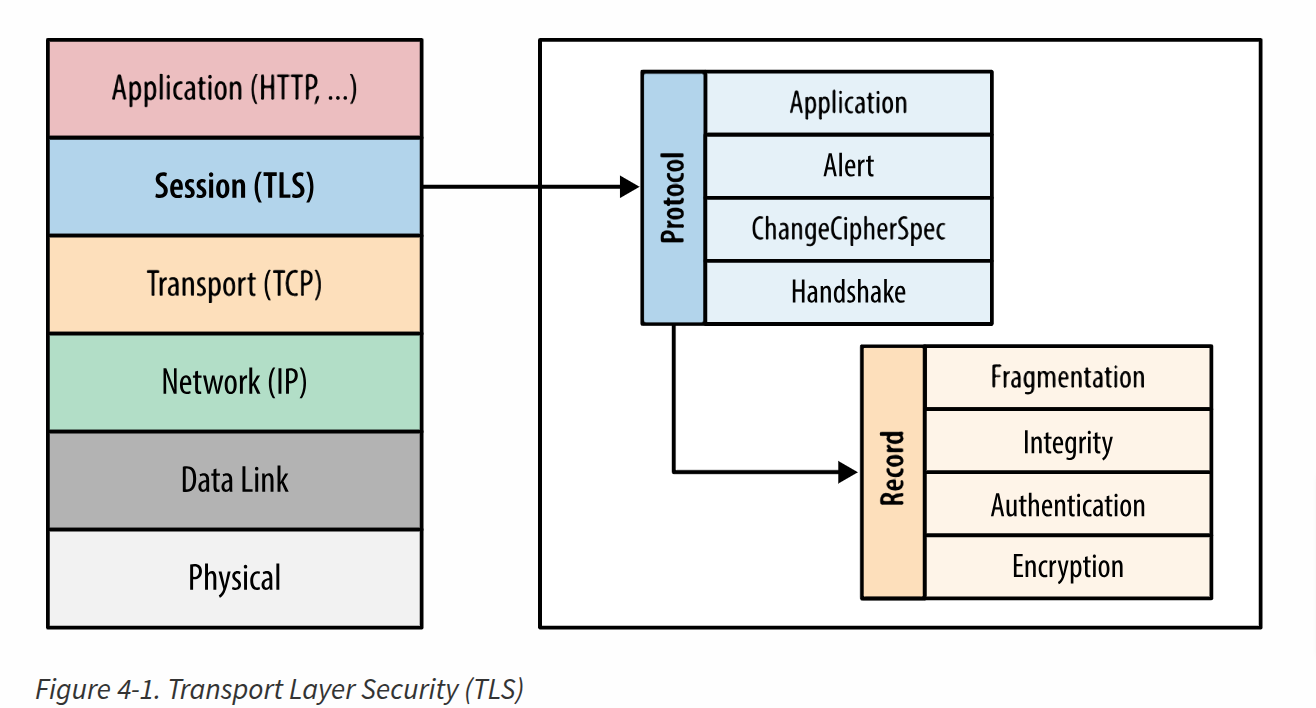 Application (HTTP, ...)
Session (TLS)
Transport (TCP)
Network (IP)
Data Link
Physical
Protocol
Application
Alert
ChangeCipherSpec
Handshake
Record
Fragmentation
Integrity
Authentication
Encryption
Figure 4-1. Transport Layer Security (TLS)